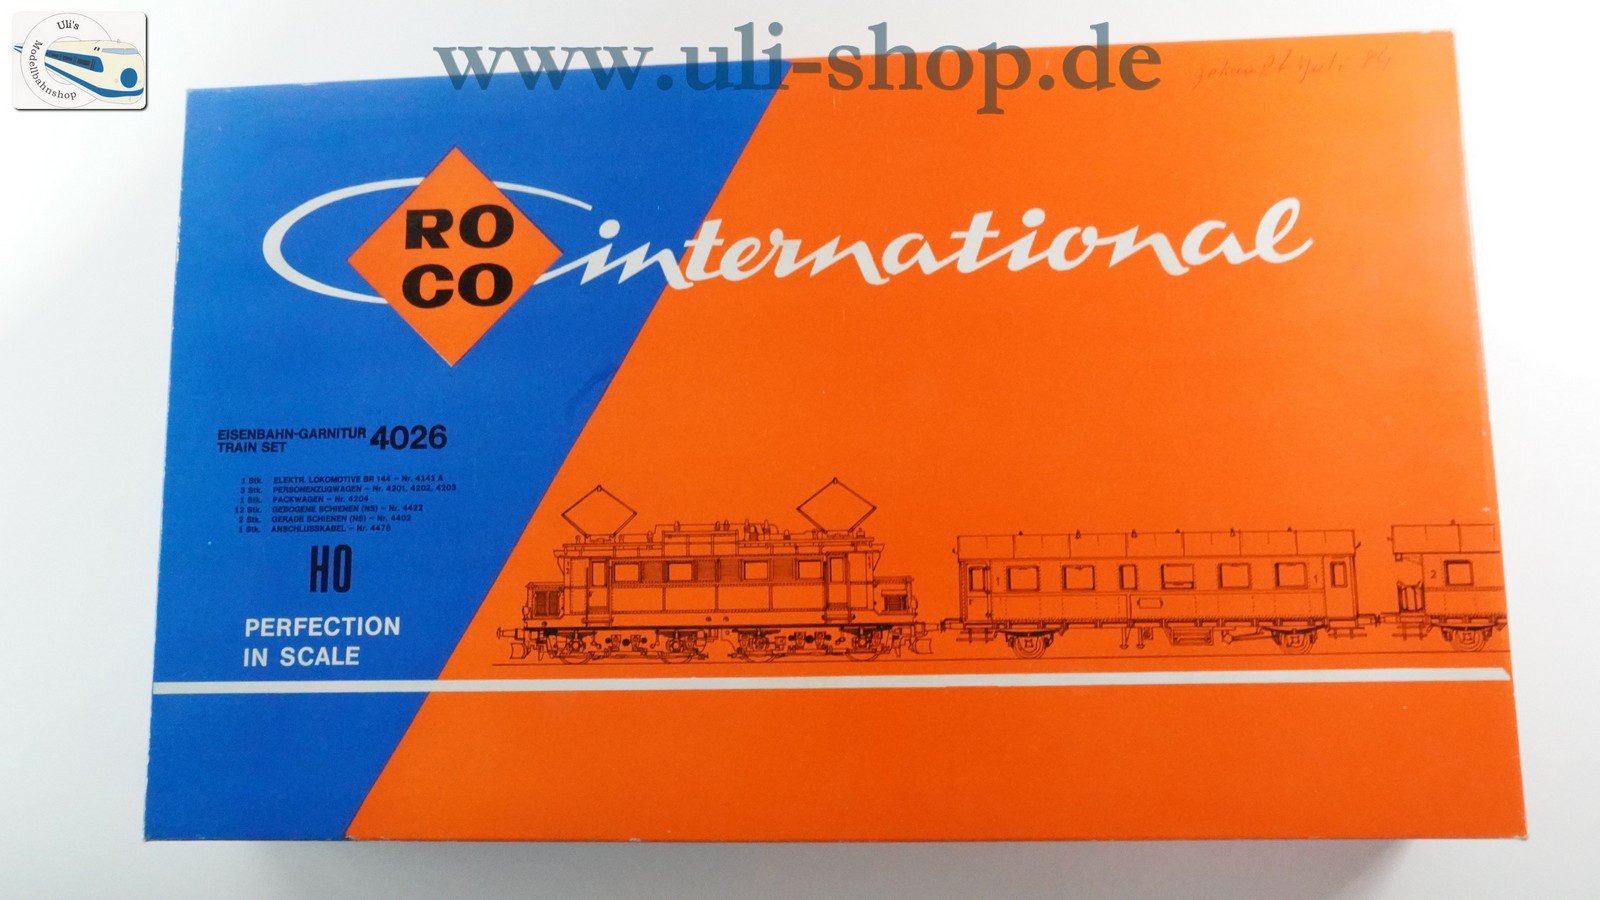 Uli's
Modellbahnshop
www.uli-shop.de
RO
CO
international
EISENBAHN-GARNITUR 4026
TRAIN SET
1 Stk. ELEKTR. LOKOMOTIVE BR 144 – Nr. 4141 A
3 Stk. PERSONENZUGWAGEN – Nr. 4201, 4202, 4203
1 Stk. PACKWAGEN – Nr. 4204
12 Stk. GEBOGENE SCHIENEN (NS) – Nr. 4422
2 Stk. GERADE SCHIENEN (NS) – Nr. 4402
1 Stk. ANSCHLUSSKABEL – Nr. 4475
HO
PERFECTION
IN SCALE
1 1 2